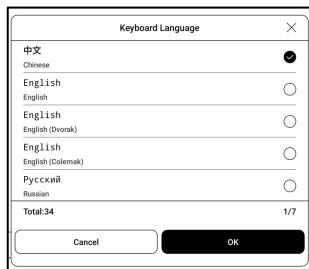 Keyboard Language
中文
Chinese
English
English
English
English (Dvorak)
English
English (Colemak)
Русский
Russian
Total:34 1/7
Cancel OK